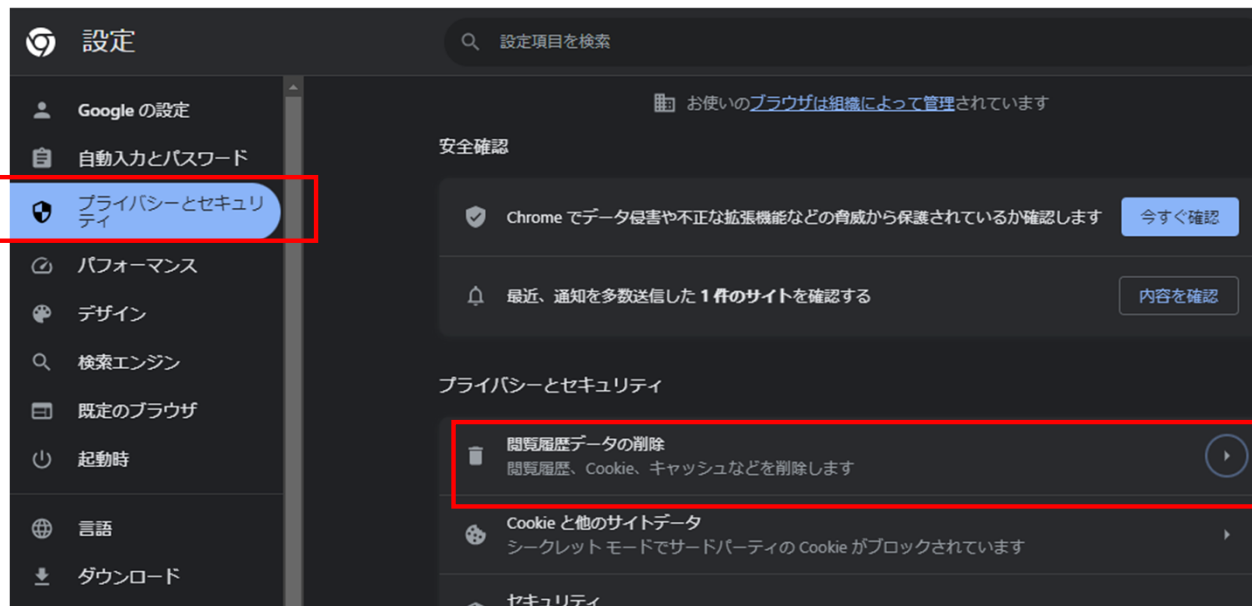 設定
設定項目を検索
Google の設定
自動入力とパスワード
プライバシーとセキュリ
ティ
パフォーマンス
デザイン
検索エンジン
既定のブラウザ
起動時
言語
ダウンロード
お使いのブラウザは組織によって管理されています
安全確認
Chrome でデータ侵害や不正な拡張機能などの脅威から保護されているか確認します
今すぐ確認
最近、通知を多数送信した 1 件のサイトを確認する
内容を確認
プライバシーとセキュリティ
閲覧履歴データの削除
閲覧履歴、Cookie、キャッシュなどを削除します
Cookie と他のサイトデータ
シークレット モードでサードパーティの Cookie がブロックされています
セキュリティ